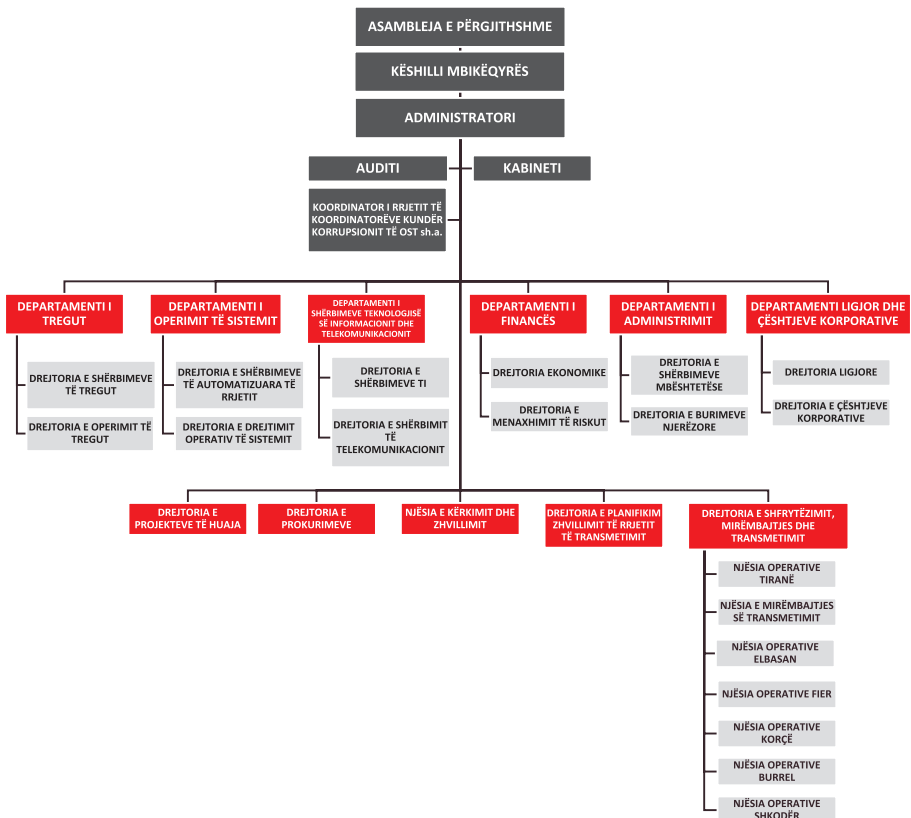 ASAMBLEJA E PËRGJITHSHME
KËSHILLI MBIKËQYRËS
ADMINISTRATORI
AUDITI
KABINETI
KOORDINATOR I RRJETIT TË
KOORDINATORËVE KUNDËR
KORRUPSIONIT TË OST sh.a.
DEPARTAMENTI I
TREGUT
DREJTORIA E SHËRBIMEVE
TË TREGUT
DREJTORIA E OPERIMIT TË
TREGUT
DEPARTAMENTI I
OPERIMIT TË SISTEMIT
DREJTORIA E SHËRBIMEVE
TË AUTOMATIZUARA TË
RRJETIT
DREJTORIA E DREJTIMIT
OPERATIV TË SISTEMIT
DEPARTAMENTI I
SHËRBIMEVE TEKNOLOGJISË
SË INFORMACIONIT DHE
TELEKOMUNIKACIONIT
DREJTORIA E
SHËRBIMEVE TI
DREJTORIA E SHËRBIMIT
TË
TELEKOMUNIKACIONIT
DEPARTAMENTI I
FINANCËS
DREJTORIA EKONOMIKE
DREJTORIA E
MENAXHIMIT TË RISKUT
DEPARTAMENTI I
ADMINISTRIMIT
DREJTORIA E
SHËRBIMEVE
MBËSHTETËSE
DREJTORIA E BURIMEVE
NJERËZORE
DEPARTAMENTI LIGJOR DHE
ÇËSHTJEVE KORPORATIVE
DREJTORIA LIGJORE
DREJTORIA E ÇËSHTJEVE
KORPORATIVE
DREJTORIA E
PROJEKTEVE TË HUAJA
DREJTORIA E
PROKURIMEVE
NJËSIA E KËRKIMIT DHE
ZHVILLIMIT
DREJTORIA E PLANIFIKIM
ZHVILLIMIT TË RRJETIT
TË TRANSMETIMIT
DREJTORIA E SHFRYTËZIMIT,
MIRËMBAJTJES DHE
TRANSMETIMIT
NJËSIA OPERATIVE
TIRANË
NJËSIA E MIRËMBAJTJES
SË TRANSMETIMIT
NJËSIA OPERATIVE
ELBASAN
NJËSIA OPERATIVE FIER
NJËSIA OPERATIVE
KORÇË
NJËSIA OPERATIVE
BURREL
NJËSIA OPERATIVE
SHKODËR